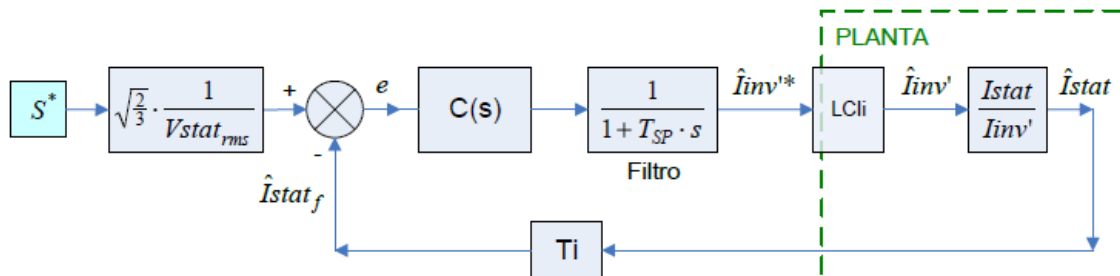 PLANTA
S*
√(2/3) · 1/Vstat_rms
+
-
e
C(s)
1/(1 + T_SP · s)
Filtro
Îinv'*
LCli
Îinv'
Istat/Iinv'
Îstat
Îstat_f
Ti